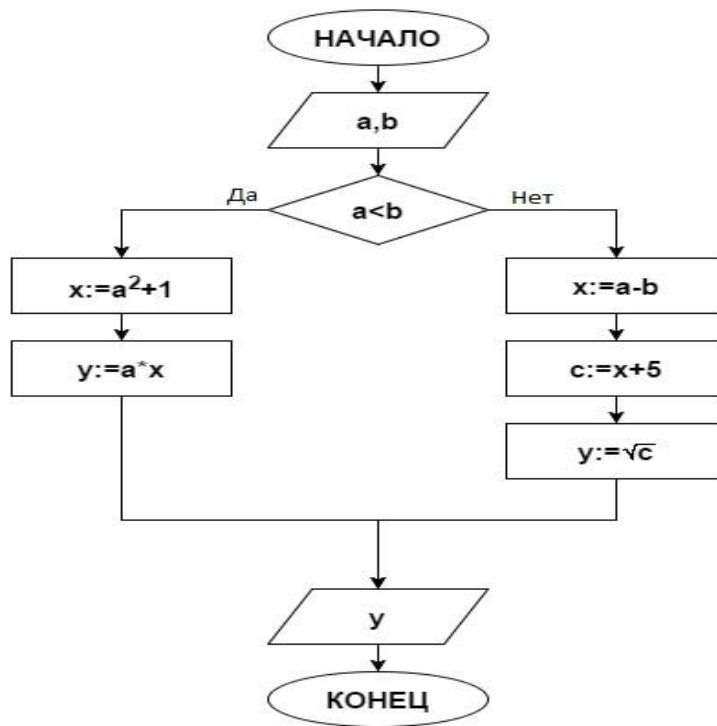 НАЧАЛО
a,b
Да
a<b
Нет
x:=a²+1
x:=a-b
y:=a*x
c:=x+5
y:=√c
y
КОНЕЦ